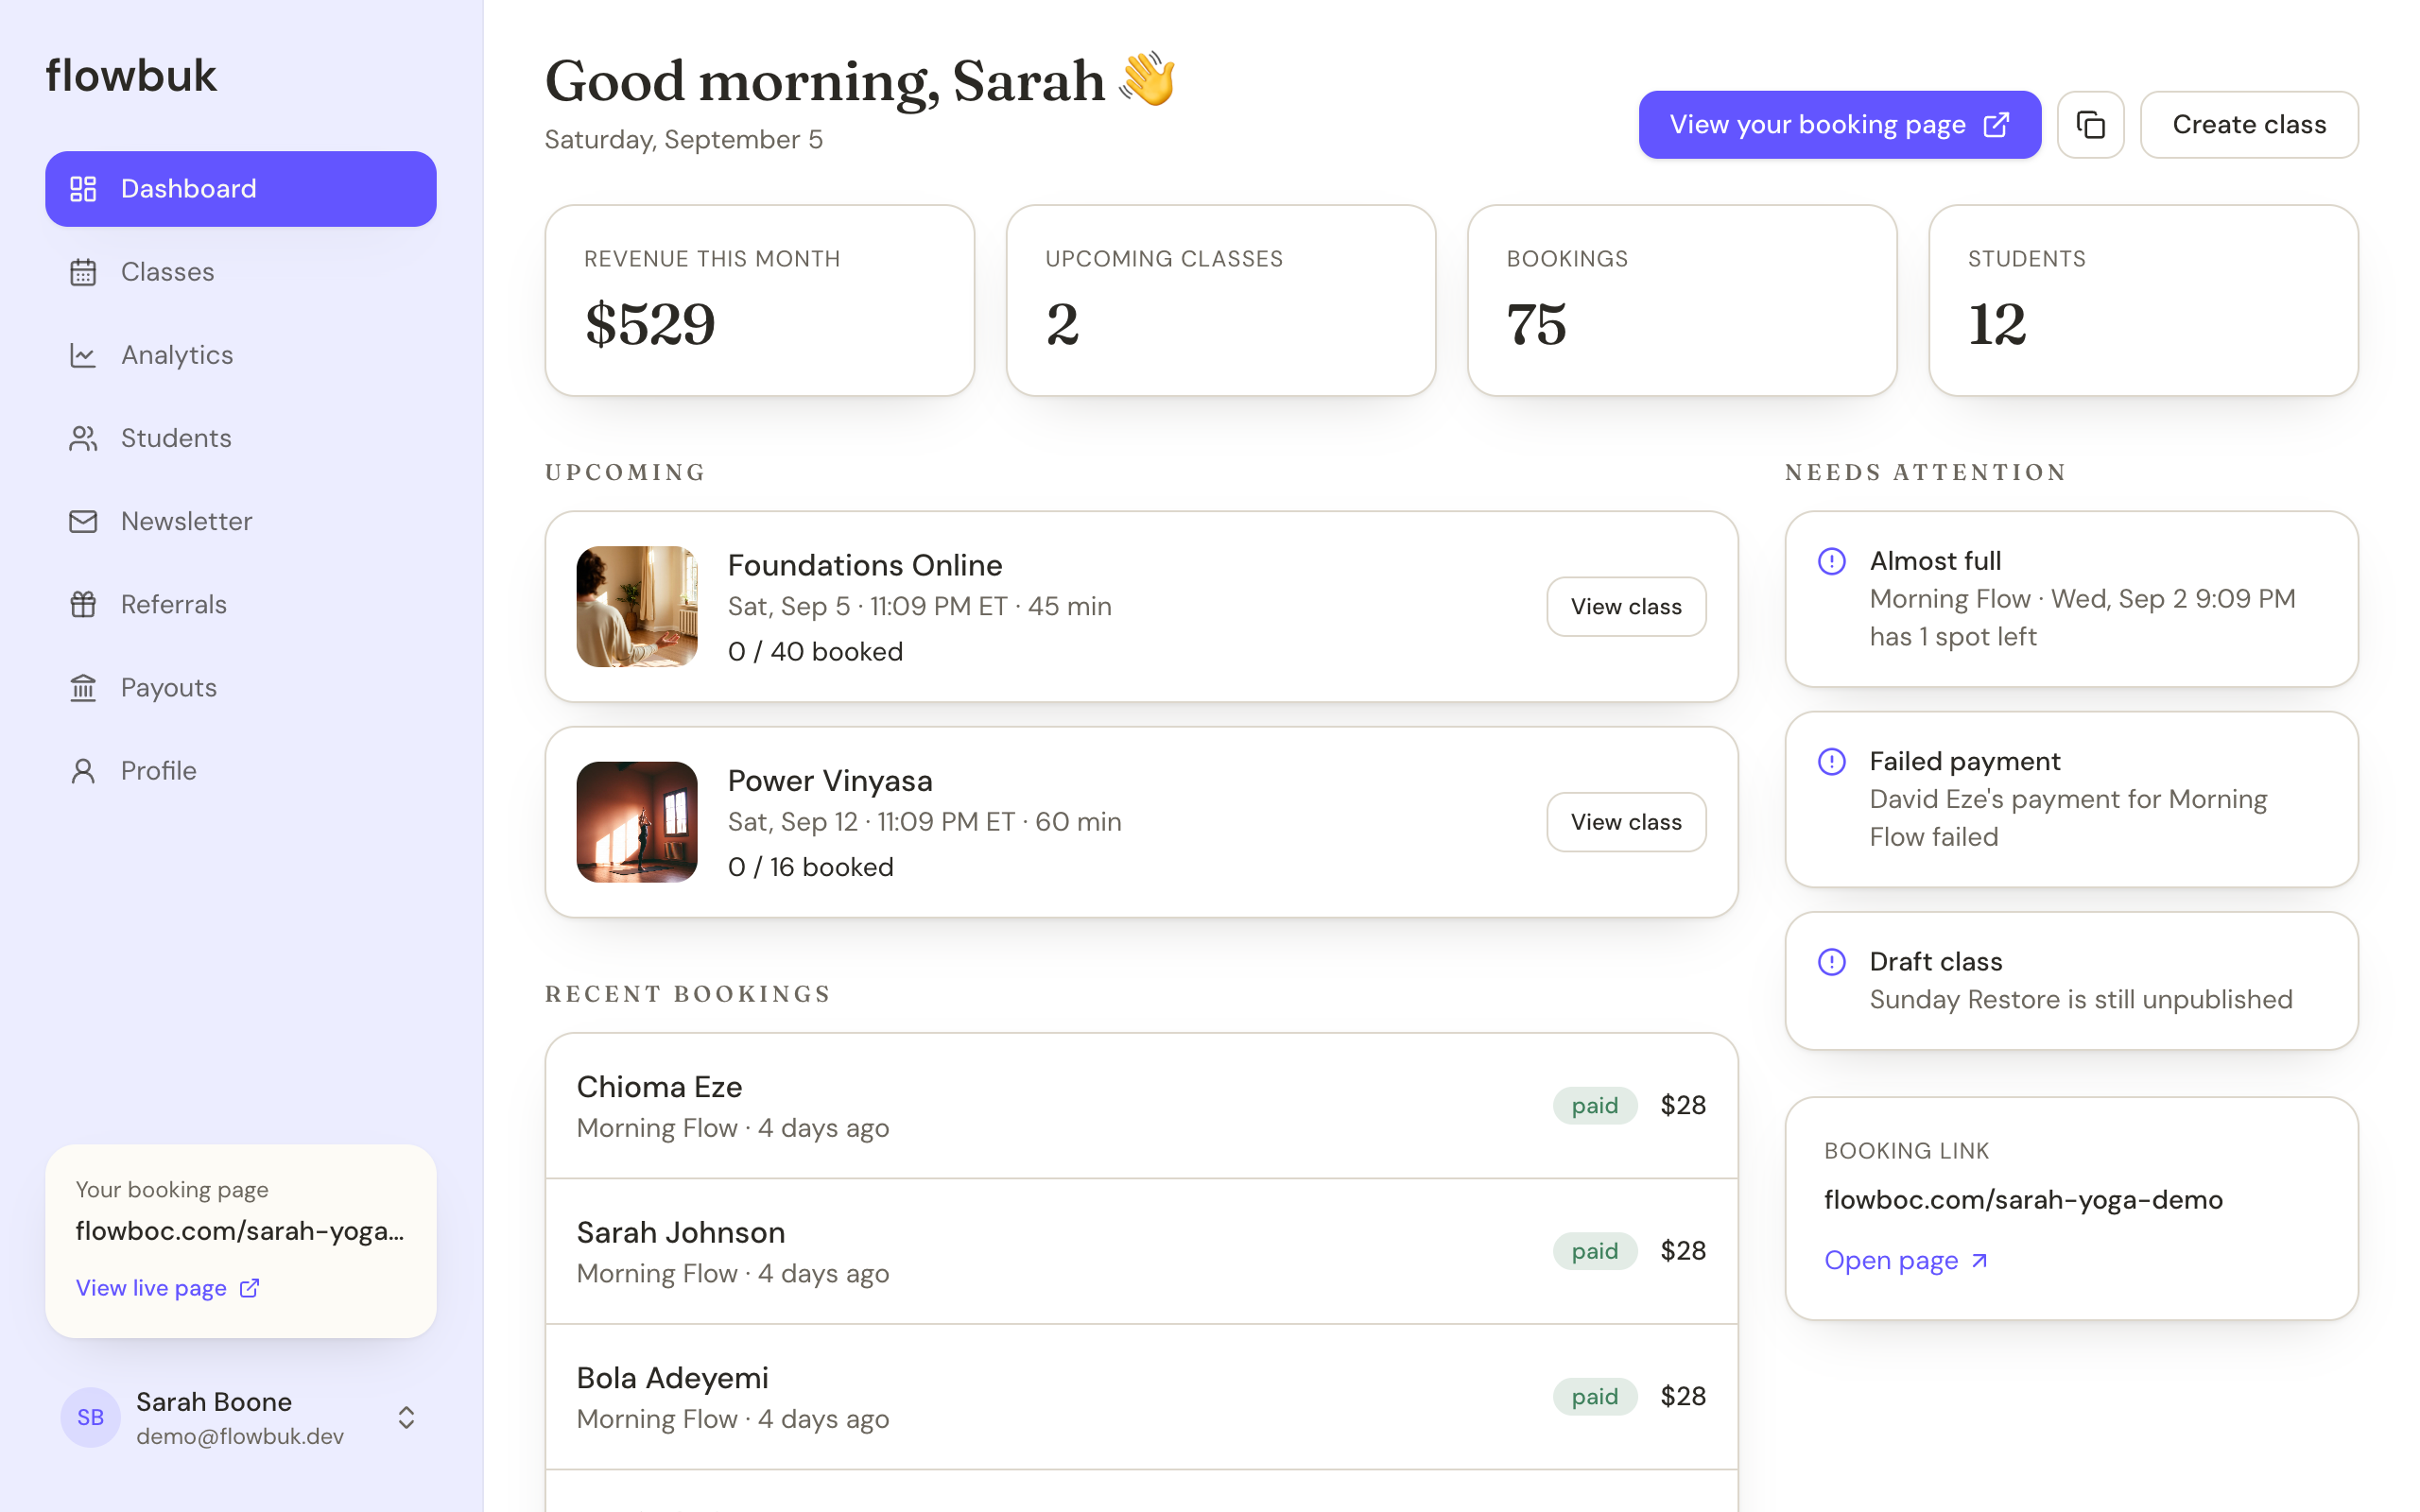 flowbuk
Dashboard
Classes
Analytics
Students
Newsletter
Referrals
Payouts
Profile
Your booking page
flowboc.com/sarah-yoga...
View live page
SB
Sarah Boone
demo@flowbuk.dev
Good morning, Sarah 👋
Saturday, September 5
View your booking page
Create class
REVENUE THIS MONTH
$529
UPCOMING CLASSES
2
BOOKINGS
75
STUDENTS
12
UPCOMING
Foundations Online
Sat, Sep 5 · 11:09 PM ET · 45 min
0 / 40 booked
View class
Power Vinyasa
Sat, Sep 12 · 11:09 PM ET · 60 min
0 / 16 booked
View class
RECENT BOOKINGS
Chioma Eze
Morning Flow · 4 days ago
paid $28
Sarah Johnson
Morning Flow · 4 days ago
paid $28
Bola Adeyemi
Morning Flow · 4 days ago
paid $28
NEEDS ATTENTION
Almost full
Morning Flow · Wed, Sep 2 9:09 PM
has 1 spot left
Failed payment
David Eze's payment for Morning
Flow failed
Draft class
Sunday Restore is still unpublished
BOOKING LINK
flowboc.com/sarah-yoga-demo
Open page